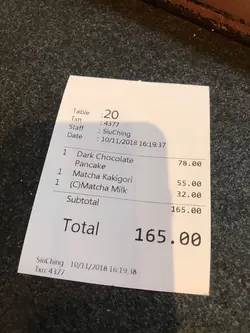 Table :20
Txn : 4377
Staff : SiuChing
Date : 10/11/2018 16:19:37
1 Dark Chocolate 78.00
Pancake
1 Matcha Kakigori 55.00
1 (C)Matcha Milk 32.00
Subtotal 165.00
Total 165.00
SiuChing 10/11/2018 16:19:38
Txn: 4377